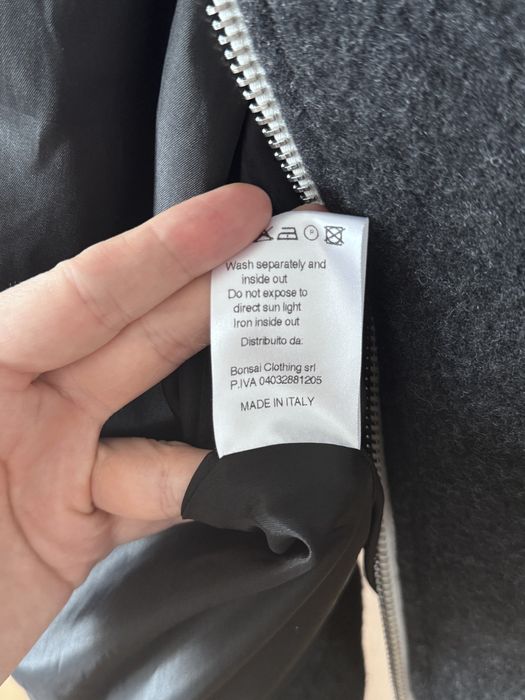 Wash separately and
inside out
Do not expose to
direct sun light
Iron inside out
Distribuito da:
Bonsai Clothing srl
P.IVA 04032881205
MADE IN ITALY